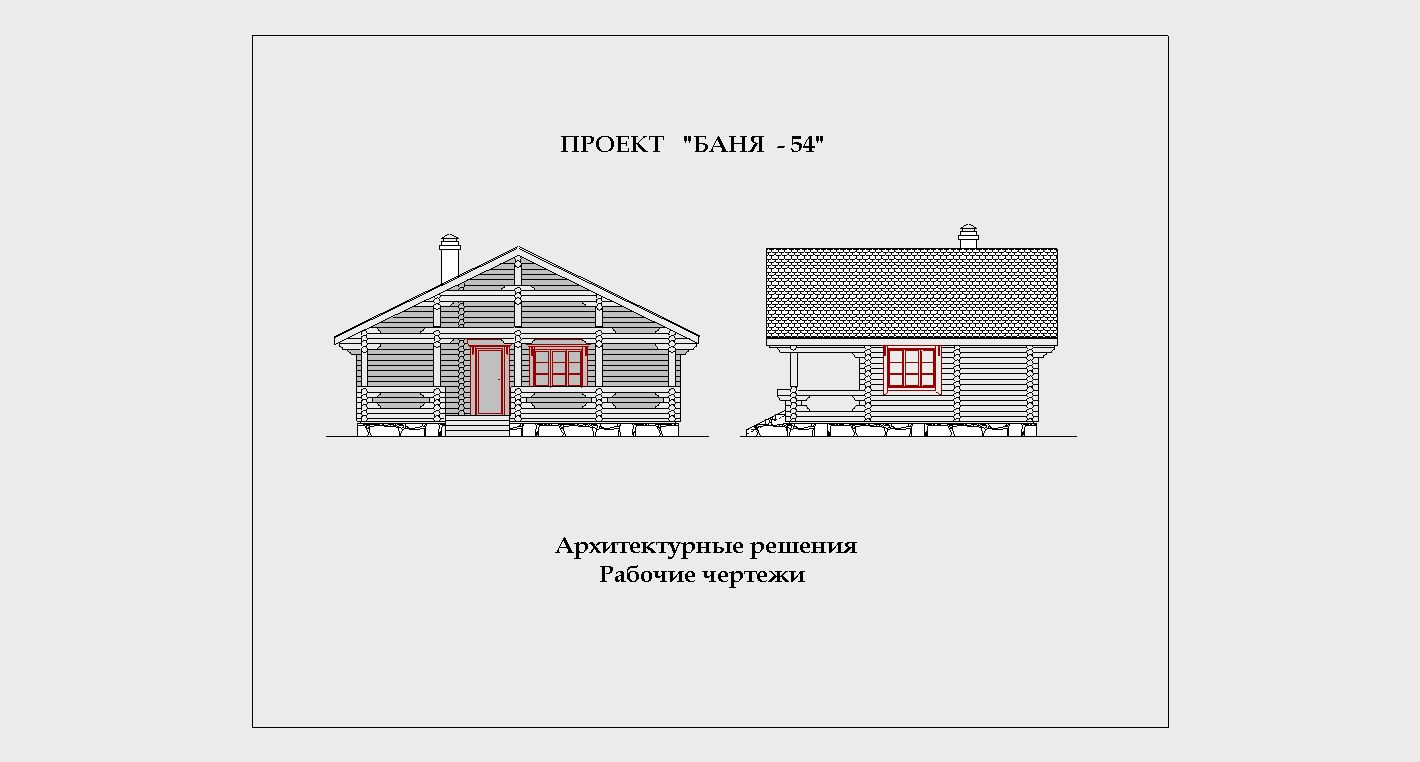 ПРОЕКТ "БАНЯ - 54"
Архитектурные решения
Рабочие чертежи